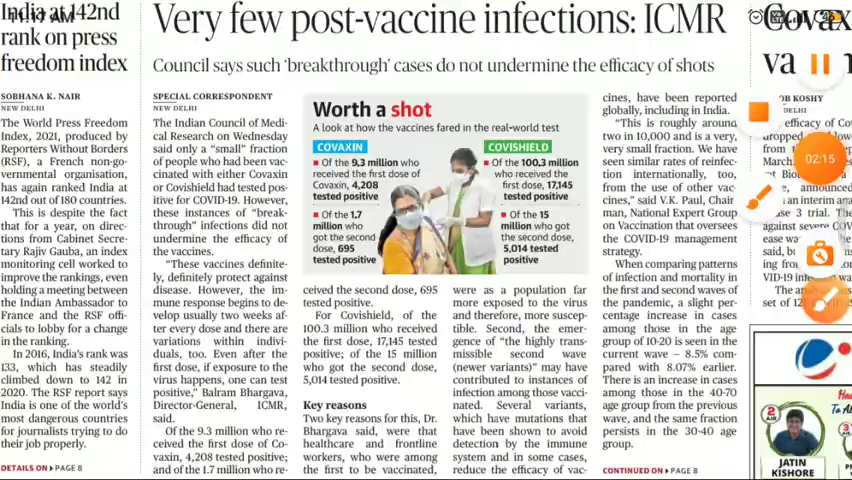 India at 142nd
rank on press
freedom index
SOBHANA K. NAIR
NEW DELHI
The World Press Freedom
Index, 2021, produced by
Reporters Without Borders
(RSF), a French non-go-
vernmental organisation,
has again ranked India at
142nd out of 180 countries.
This is despite the fact
that for a year, on direc-
tions from Cabinet Secre-
tary Rajiv Gauba, an index
monitoring cell worked to
improve the rankings, even
holding a meeting between
the Indian Ambassador to
France and the RSF offi-
cials to lobby for a change
in the ranking.
In 2016, India's rank was
133, which has steadily
climbed down to 142 in
2020. The RSF report says
India is one of the world's
most dangerous countries
for journalists trying to do
their job properly.
DETAILS ON PAGE 8
Very few post-vaccine infections: ICMR
Council says such 'breakthrough' cases do not undermine the efficacy of shots
SPECIAL CORRESPONDENT
NEW DELHI
The Indian Council of Medi-
cal Research on Wednesday
said only a "small" fraction
of people who had been vac-
cinated with either Covaxin
or Covishield had tested pos-
itive for COVID-19. However,
these instances of "break-
through" infections did not
undermine the efficacy of
the vaccines.
"These vaccines definite-
ly, definitely protect against
disease. However, the im-
mune response begins to de-
velop usually two weeks af-
ter every dose and there are
variations within indivi-
duals, too. Even after the
first dose, if exposure to the
virus happens, one can test
positive," Balram Bhargava,
Director-General, ICMR,
said.
Of the 9.3 million who re-
ceived the first dose of Co-
vaxin, 4,208 tested positive;
and of the 1.7 million who re-
Worth a shot
A look at how the vaccines fared in the real-world test
COVAXIN
Of the 9,3 million who
received the first dose of
Covaxin, 4,208
tested positive
Of the 1.7
million who
got the second
dose, 695
tested
positive
COVISHIELD
Of the 100,3 million
who received the
first dose, 17,145
tested positive
Of the 15
million who
got the
second dose,
5,014 tested
positive
ceived the second dose, 695
tested positive.
For Covishield, of the
100.3 million who received
the first dose, 17,145 tested
positive; of the 15 million
who got the second dose,
5,014 tested positive.
Key reasons
Two key reasons for this, Dr.
Bhargava said, were that
healthcare and frontline
workers, who were among
the first to be vaccinated,
were as a population far
more exposed to the virus
and therefore, more suscep-
tible. Second, the emer-
gence of "the highly trans-
missible second wave
(newer variants)" may have
contributed to instances of
infection among those vacci-
nated. Several variants,
which have mutations that
have been shown to avoid
detection by the immune
system and in some cases,
reduce the efficacy of vac-
cines, have been reported
globally, including in India.
"This is roughly around
two in 10,000 and is a very,
very small fraction. We have
seen similar rates of reinfec-
tion internationally, too,
from the use of other vac-
cines," said V.K. Paul, Chair
man, National Expert Group
on Vaccination that oversees
the COVID-19 management
strategy.
When comparing patterns
of infection and mortality in
the first and second waves of
the pandemic, a slight per-
centage increase in cases
among those in the age
group of 10-20 is seen in the
current wave – 8.5% com-
pared with 8.07% earlier.
There is an increase in cases
among those in the 40-70
age group from the previous
wave, and the same fraction
persists in the 30-40 age
group.
CONTINUED ON PAGE 8
02:15
2
AIR
JATIN
KISHORE